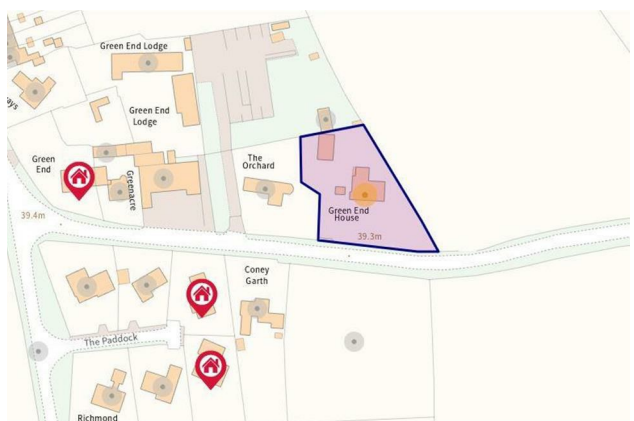 Green End Lodge
Green End
Lodge
Green
End
Greenacre
The
Orchard
Green End
House
39.4m
39.3m
Coney
Garth
The Paddock
Richmond